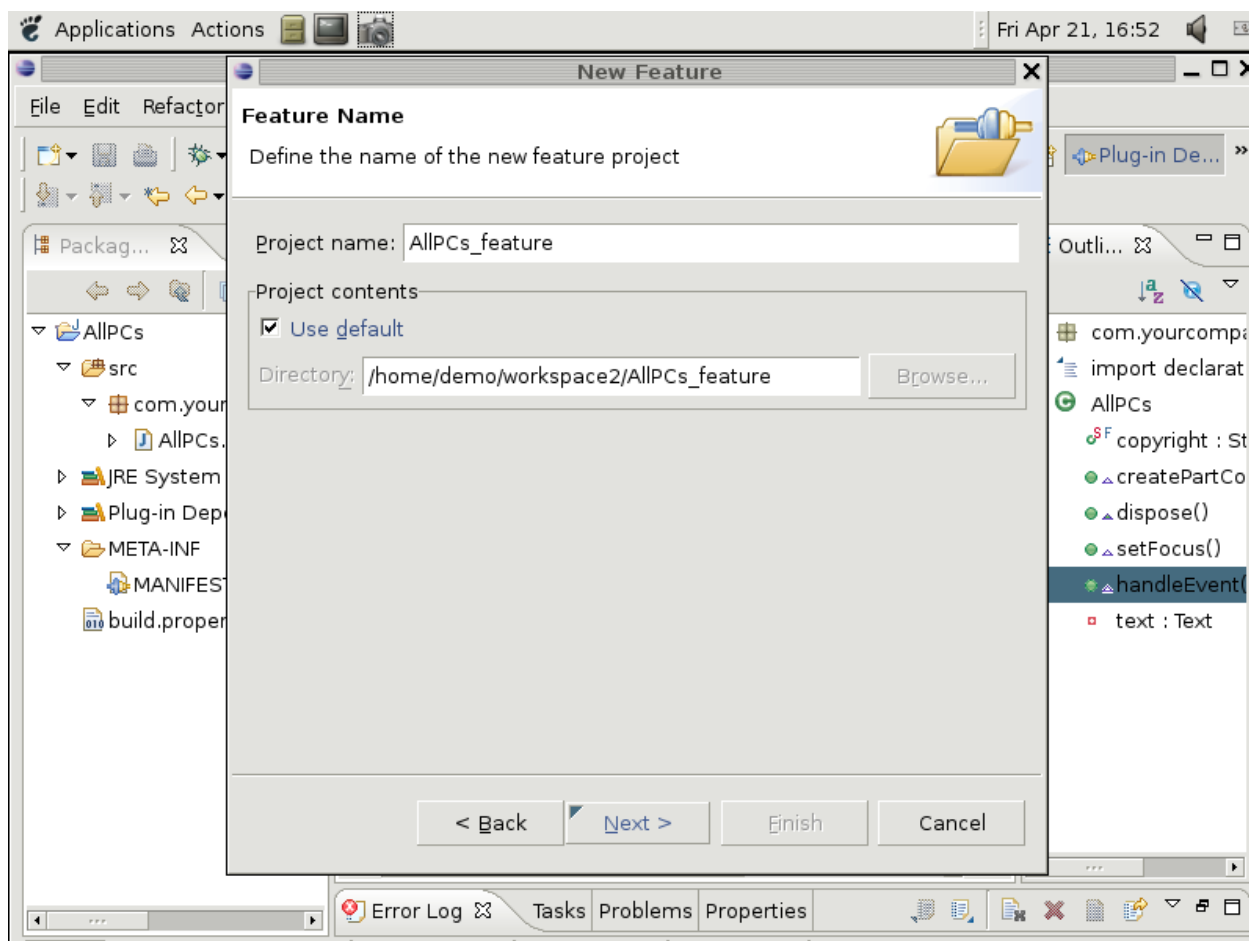 Applications Actions
Fri Apr 21, 16:52
New Feature
File Edit Refactor
Feature Name
Define the name of the new feature project
Plug-in De... »
Packag...
Project name: AllPCs_feature
Outli...
Project contents
Use default
Directory: /home/demo/workspace2/AllPCs_feature Browse...
AllPCs
src
com.your
AllPCs.
JRE System
Plug-in Dep
META-INF
MANIFEST
build.proper
com.yourcompa
import declarat
AllPCs
copyright : St
createPartCo
dispose()
setFocus()
handleEvent(
text : Text
< Back Next > Finish Cancel
Error Log Tasks Problems Properties